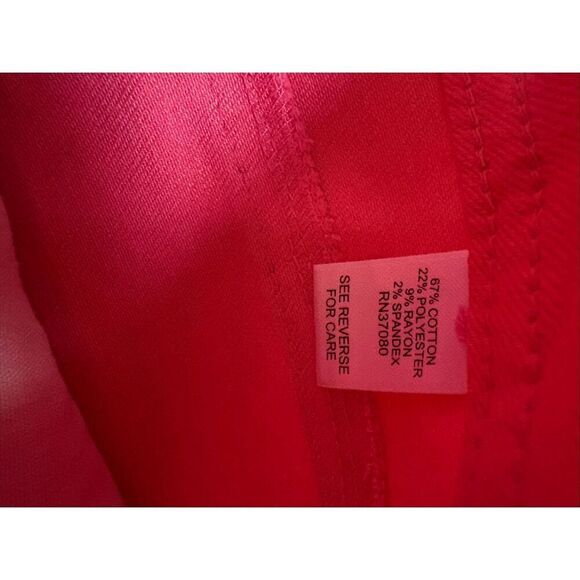 67% COTTON
22% POLYESTER
9% RAYON
2% SPANDEX
RN37080
SEE REVERSE
FOR CARE